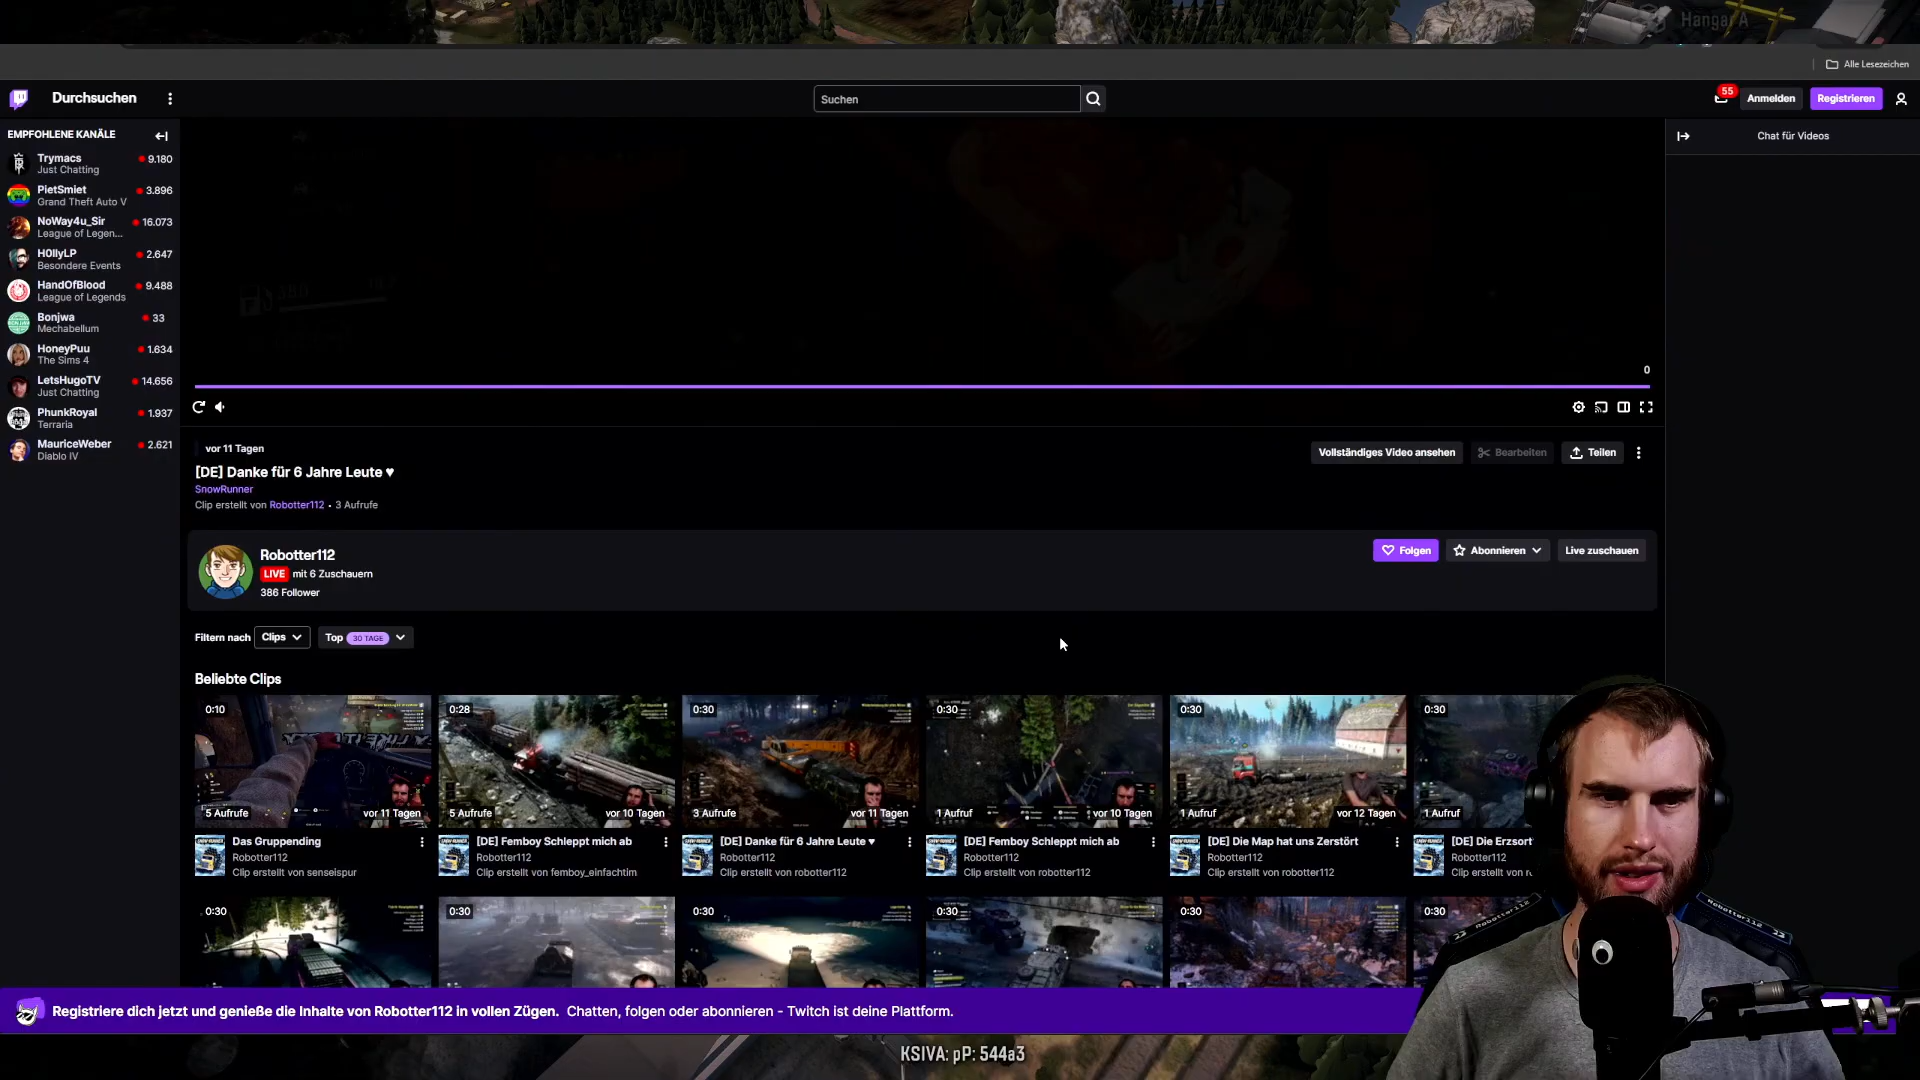 Hangar A
Alle Lesezeichen
Durchsuchen
Suchen
55
Anmelden
Registrieren
EMPFOHLENE KANÄLE
Trymacs
9.180
Just Chatting
PietSmiet
3.896
Grand Theft Auto V
NoWay4u_Sir
16.073
League of Legen...
H0llyLP
2.647
Besondere Events
HandOfBlood
9.488
League of Legends
Bonjwa
33
Mechabellum
HoneyPuu
1.634
The Sims 4
LetsHugoTV
14.656
Just Chatting
PhunkRoyal
1.937
Terraria
MauriceWeber
2.621
Diablo IV
Chat für Videos
0
vor 11 Tagen
[DE] Danke für 6 Jahre Leute ♥
SnowRunner
Clip erstellt von Robotter112 • 3 Aufrufe
Vollständiges Video ansehen
Bearbeiten
Teilen
Robotter112
LIVE mit 6 Zuschauern
386 Follower
Folgen
Abonnieren
Live zuschauen
Filtern nach
Clips
Top 30 TAGE
Beliebte Clips
0:10
5 Aufrufe
vor 11 Tagen
Das Gruppending
Robotter112
Clip erstellt von senseispur
0:28
5 Aufrufe
vor 10 Tagen
[DE] Femboy Schleppt mich ab
Robotter112
Clip erstellt von femboy_einfachtim
0:30
3 Aufrufe
vor 11 Tagen
[DE] Danke für 6 Jahre Leute ♥
Robotter112
Clip erstellt von robotter112
0:30
1 Aufruf
vor 10 Tagen
[DE] Femboy Schleppt mich ab
Robotter112
Clip erstellt von robotter112
0:30
1 Aufruf
vor 12 Tagen
[DE] Die Map hat uns Zerstört
Robotter112
Clip erstellt von robotter112
0:30
1 Aufruf
[DE] Die Erzsort
Robotter112
Clip erstellt von r
0:30
0:30
0:30
0:30
0:30
0:30
Robotter112
Robotter112
Registriere dich jetzt und genieße die Inhalte von Robotter112 in vollen Zügen. Chatten, folgen oder abonnieren - Twitch ist deine Plattform.
KSIVA: pP: 544a3